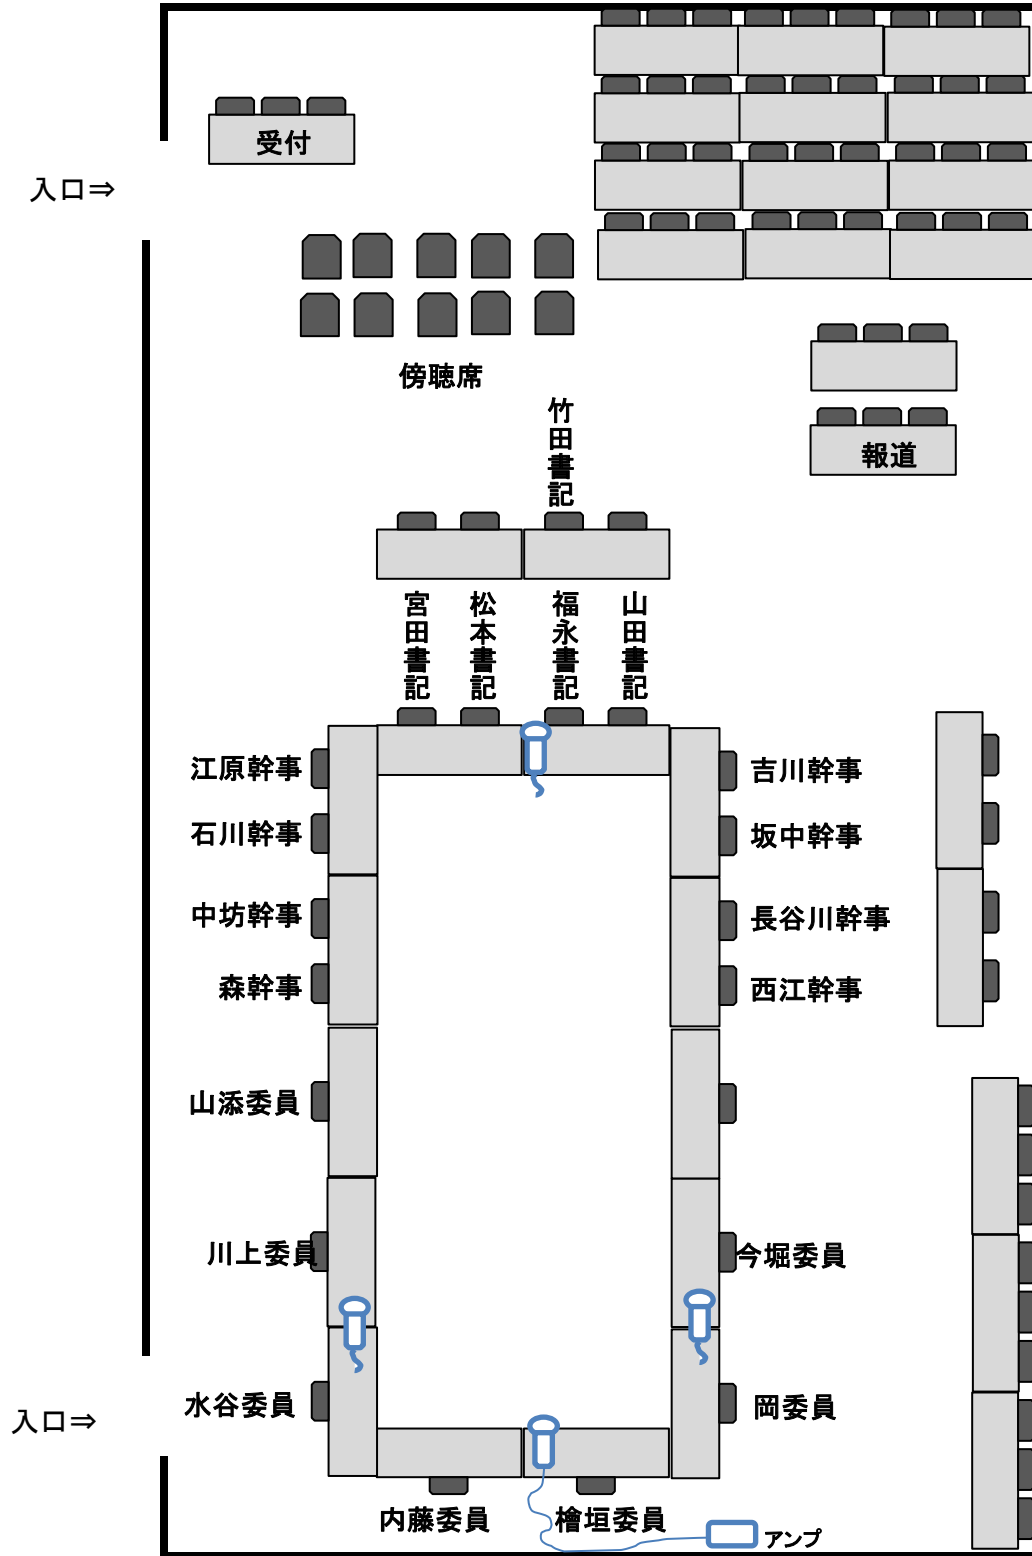 受付
入口⇒
傍聴席
報道
竹田書記
宮田書記
松本書記
福永書記
山田書記
江原幹事
吉川幹事
石川幹事
坂中幹事
中坊幹事
長谷川幹事
森幹事
西江幹事
山添委員
川上委員
今堀委員
水谷委員
岡委員
入口⇒
内藤委員
檜垣委員
アンプ